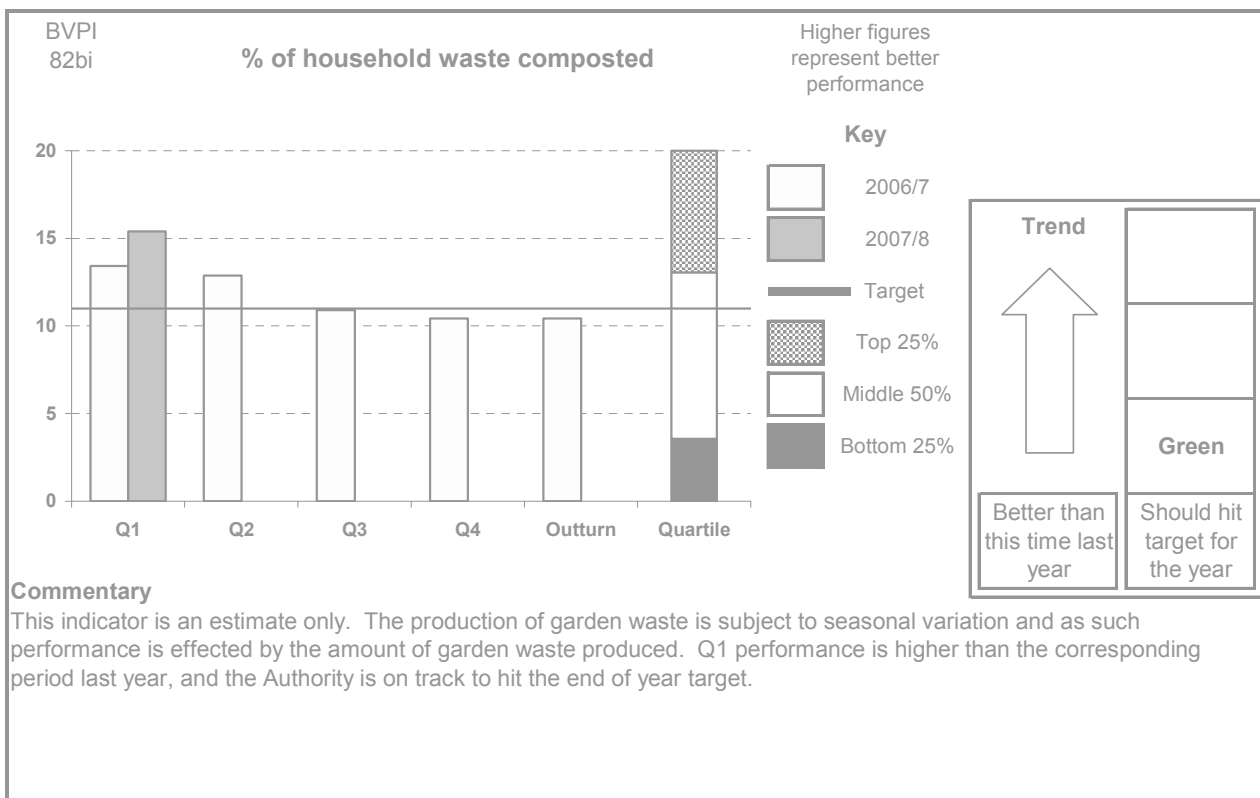 BVPI
82bi
% of household waste composted
Higher figures
represent better
performance
Key
2006/7
2007/8
Target
Top 25%
Middle 50%
Bottom 25%
20
15
10
5
0
Q1
Q2
Q3
Q4
Outturn
Quartile
Trend
Green
Better than
this time last
year
Should hit
target for
the year
Commentary
This indicator is an estimate only.  The production of garden waste is subject to seasonal variation and as such
performance is effected by the amount of garden waste produced.  Q1 performance is higher than the corresponding
period last year, and the Authority is on track to hit the end of year target.